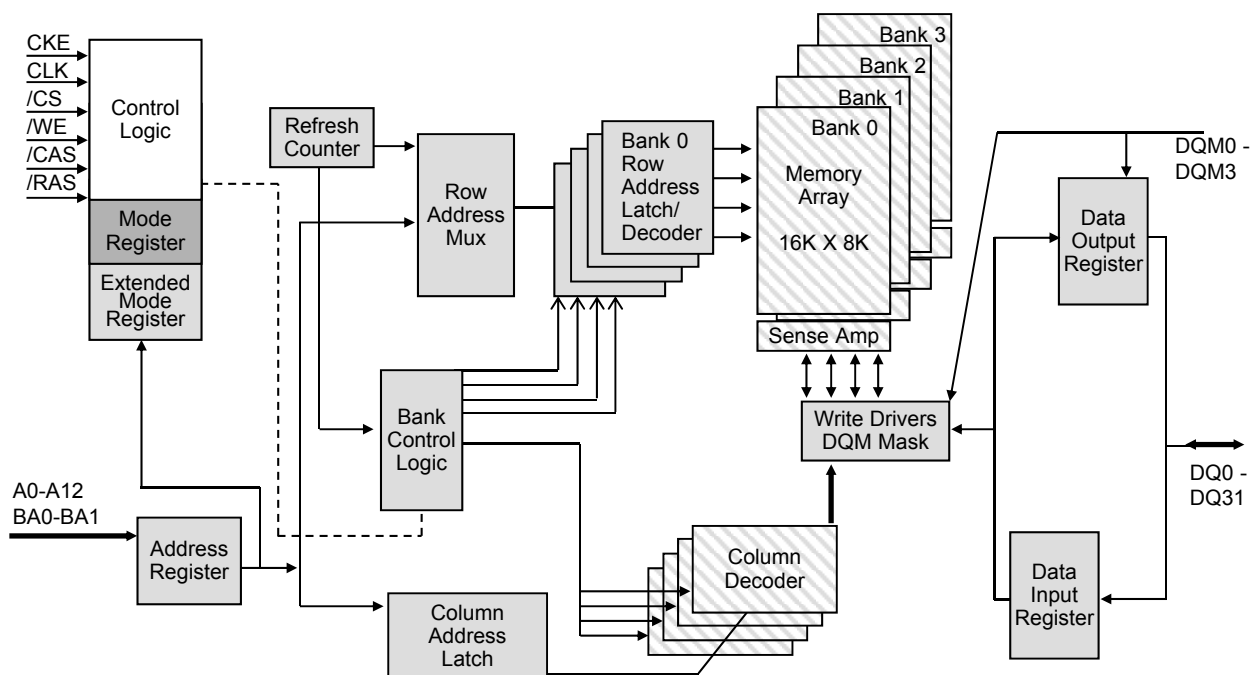 CKE
CLK
/CS
/WE
/CAS
/RAS
Control
Logic
Mode
Register
Extended
Mode
Register
Refresh
Counter
Row
Address
Mux
Bank 0
Row
Address
Latch/
Decoder
Bank 3
Bank 2
Bank 1
Bank 0
Memory
Array
16K X 8K
Sense Amp
DQM0 -
DQM3
Data
Output
Register
Bank
Control
Logic
Write Drivers
DQM Mask
DQ0 -
DQ31
A0-A12
BA0-BA1
Address
Register
Column
Decoder
Column
Address
Latch
Data
Input
Register